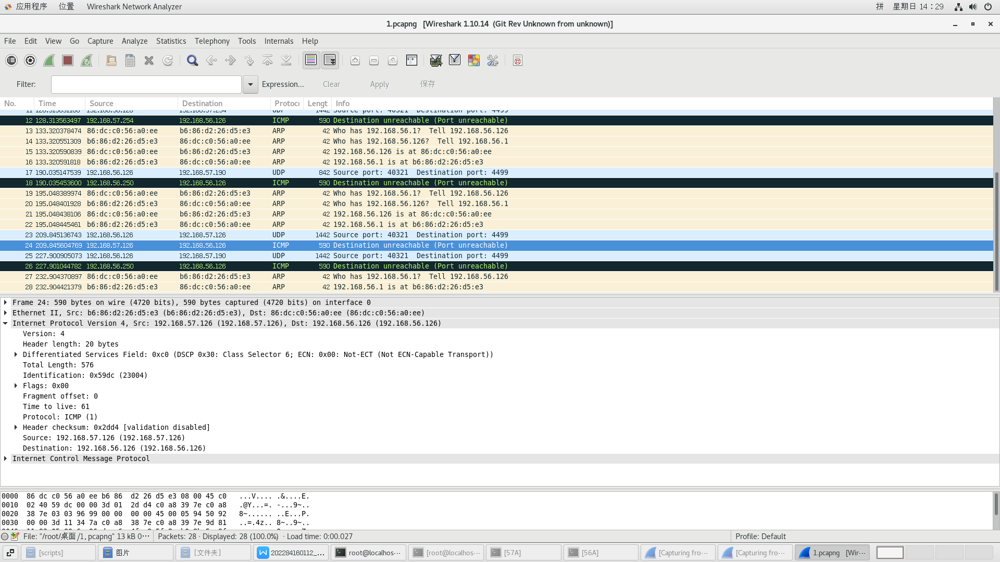 应用程序 位置 Wireshark Network Analyzer 拼 星期日 14:29
1.pcapng [Wireshark 1.10.14 (Git Rev Unknown from unknown)]
File Edit View Go Capture Analyze Statistics Telephony Tools Internals Help
Filter: Expression... Clear Apply 保存
No. Time Source Destination Protoc Lengt Info
12 128.313563497 192.168.57.254 192.168.56.126 ICMP 590 Destination unreachable (Port unreachable)
13 133.320378474 86:dc:c0:56:a0:ee b6:86:d2:26:d5:e3 ARP 42 Who has 192.168.56.1? Tell 192.168.56.126
14 133.320551309 b6:86:d2:26:d5:e3 86:dc:c0:56:a0:ee ARP 42 Who has 192.168.56.126? Tell 192.168.56.1
15 133.320590839 86:dc:c0:56:a0:ee b6:86:d2:26:d5:e3 ARP 42 192.168.56.126 is at 86:dc:c0:56:a0:ee
16 133.320591818 b6:86:d2:26:d5:e3 86:dc:c0:56:a0:ee ARP 42 192.168.56.1 is at b6:86:d2:26:d5:e3
17 190.035147539 192.168.56.126 192.168.57.190 UDP 842 Source port: 40321 Destination port: 4499
18 190.035453600 192.168.56.250 192.168.56.126 ICMP 590 Destination unreachable (Port unreachable)
19 195.048389974 86:dc:c0:56:a0:ee b6:86:d2:26:d5:e3 ARP 42 Who has 192.168.56.1? Tell 192.168.56.126
20 195.048401928 b6:86:d2:26:d5:e3 86:dc:c0:56:a0:ee ARP 42 Who has 192.168.56.126? Tell 192.168.56.1
21 195.048438106 86:dc:c0:56:a0:ee b6:86:d2:26:d5:e3 ARP 42 192.168.56.126 is at 86:dc:c0:56:a0:ee
22 195.048445461 b6:86:d2:26:d5:e3 86:dc:c0:56:a0:ee ARP 42 192.168.56.1 is at b6:86:d2:26:d5:e3
23 209.845136743 192.168.56.126 192.168.57.126 UDP 1442 Source port: 40321 Destination port: 4499
24 209.845604769 192.168.57.126 192.168.56.126 ICMP 590 Destination unreachable (Port unreachable)
25 227.900905073 192.168.56.126 192.168.57.190 UDP 1442 Source port: 40321 Destination port: 4499
26 227.901044782 192.168.56.250 192.168.56.126 ICMP 590 Destination unreachable (Port unreachable)
27 232.904370897 86:dc:c0:56:a0:ee b6:86:d2:26:d5:e3 ARP 42 Who has 192.168.56.1? Tell 192.168.56.126
28 232.904421379 b6:86:d2:26:d5:e3 86:dc:c0:56:a0:ee ARP 42 192.168.56.1 is at b6:86:d2:26:d5:e3
Frame 24: 590 bytes on wire (4720 bits), 590 bytes captured (4720 bits) on interface 0
Ethernet II, Src: b6:86:d2:26:d5:e3 (b6:86:d2:26:d5:e3), Dst: 86:dc:c0:56:a0:ee (86:dc:c0:56:a0:ee)
Internet Protocol Version 4, Src: 192.168.57.126 (192.168.57.126), Dst: 192.168.56.126 (192.168.56.126)
Version: 4
Header length: 20 bytes
Differentiated Services Field: 0xc0 (DSCP 0x30: Class Selector 6; ECN: 0x00: Not-ECT (Not ECN-Capable Transport))
Total Length: 576
Identification: 0x59dc (23004)
Flags: 0x00
Fragment offset: 0
Time to live: 61
Protocol: ICMP (1)
Header checksum: 0x2dd4 [validation disabled]
Source: 192.168.57.126 (192.168.57.126)
Destination: 192.168.56.126 (192.168.56.126)
Internet Control Message Protocol
0000 86 dc c0 56 a0 ee b6 86 d2 26 d5 e3 08 00 45 c0 ...V.... .&....E.
0010 02 40 59 dc 00 00 3d 01 2d d4 c0 a8 39 7e c0 a8 .@Y...=. -...9~..
0020 38 7e 03 03 96 99 00 00 00 00 45 00 05 94 50 92 8~...... ..E...P.
0030 00 00 3d 11 34 7a c0 a8 38 7e c0 a8 39 7e 9d 81 ..=.4z.. 8~..9~..
File: "/root/桌面/1.pcapng" 13 kB 0··· Packets: 28 · Displayed: 28 (100.0%) · Load time: 0:00.027 Profile: Default
[scripts] 图片 [文件夹] 202284160112_... root@localhos··· [root@localhos··· [57A] [56A] [Capturing fro··· [Capturing fro··· 1.pcapng [Wir···